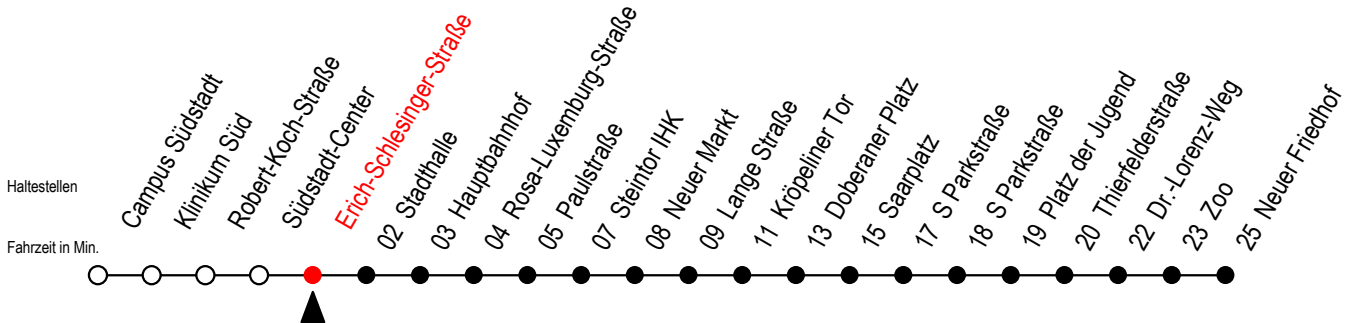 Haltestellen
Fahrzeit in Min.
Campus Südstadt
Klinikum Süd
Robert-Koch-Straße
Südstadt-Center
Erich-Schlesinger-Straße
02 Stadthalle
03 Hauptbahnhof
04 Rosa-Luxemburg-Straße
05 Paulstraße
07 Steintor IHK
08 Neuer Markt
09 Lange Straße
11 Kröpeliner Tor
13 Doberaner Platz
15 Saarplatz
17 S Parkstraße
18 S Parkstraße
19 Platz der Jugend
20 Thierfelderstraße
22 Dr.-Lorenz-Weg
23 Zoo
25 Neuer Friedhof